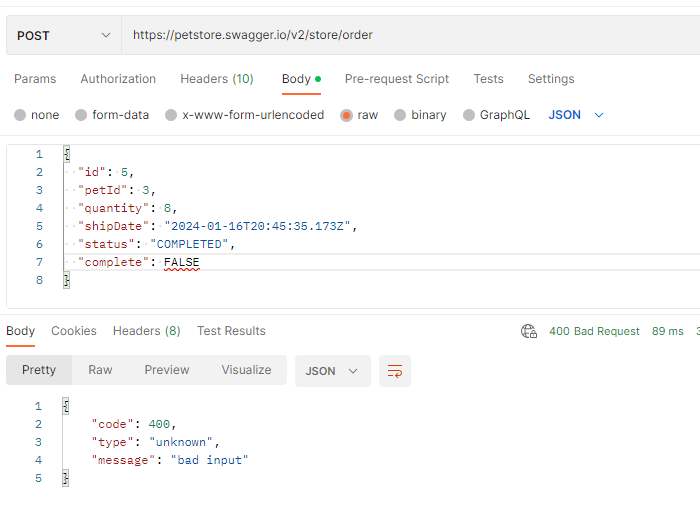 POST https://petstore.swagger.io/v2/store/order
Params Authorization Headers (10) Body Pre-request Script Tests Settings
none form-data x-www-form-urlencoded raw binary GraphQL JSON
1 {
2 "id": 5,
3 "petId": 3,
4 "quantity": 8,
5 "shipDate": "2024-01-16T20:45:35.173Z",
6 "status": "COMPLETED",
7 "complete": FALSE
8 }
Body Cookies Headers (8) Test Results 400 Bad Request 89 ms
Pretty Raw Preview Visualize JSON
1 {
2 "code": 400,
3 "type": "unknown",
4 "message": "bad input"
5 }